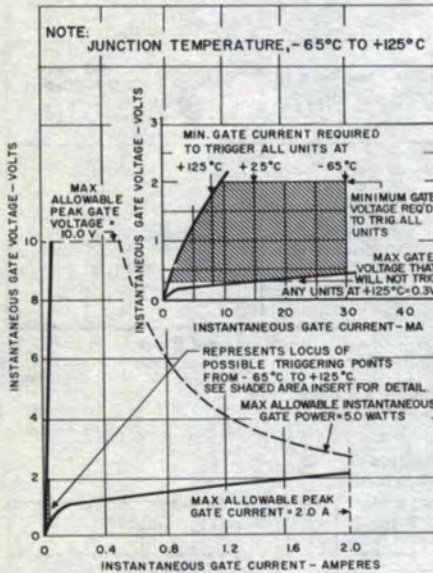 NOTE:
JUNCTION TEMPERATURE,-65°C TO +125°C
INSTANTANEOUS GATE VOLTAGE-VOLTS
3
2
1
0
MIN. GATE CURRENT REQUIRED
TO TRIGGER ALL UNITS AT
+125°C +25°C -65°C
MINIMUM GATE
VOLTAGE REQ'D
TO TRIG. ALL
UNITS
MAX GATE
VOLTAGE THAT
WILL NOT TRIG
ANY UNITS AT +125°C=0.3V
0 10 20 30 40
INSTANTANEOUS GATE CURRENT-MA
MAX
ALLOWABLE
PEAK GATE
VOLTAGE =
10.0 V
INSTANTANEOUS GATE VOLTAGE-VOLTS
10
8
6
4
2
0
REPRESENTS LOCUS OF
POSSIBLE TRIGGERING POINTS
FROM - 65°C TO +125°C.
SEE SHADED AREA INSERT FOR DETAIL.
MAX ALLOWABLE INSTANTANEOUS
GATE POWER=5.0 WATTS
MAX ALLOWABLE PEAK
GATE CURRENT = 2.0 A
0 0.4 0.8 1.2 1.6 2.0
INSTANTANEOUS GATE CURRENT-AMPERES